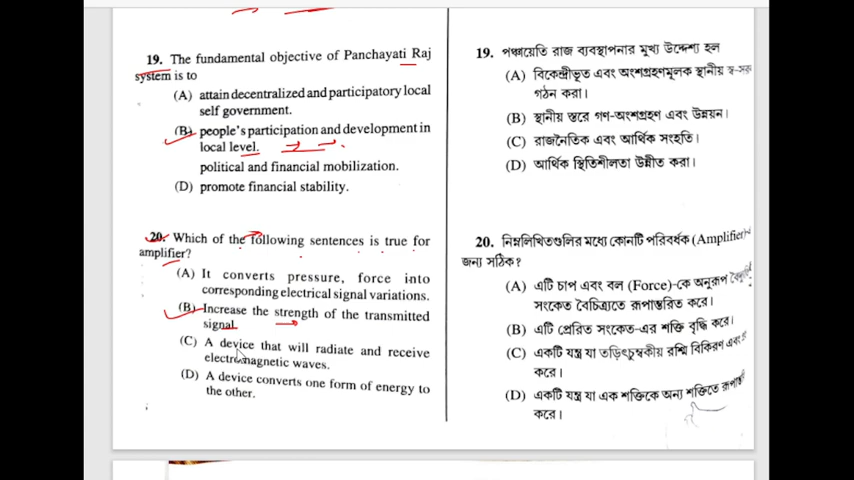 19. The fundamental objective of Panchayati Raj
system is to
(A) attain decentralized and participatory local
self government.
(B) people's participation and development in
local level.
political and financial mobilization.
(D) promote financial stability.
20. Which of the following sentences is true for
amplifier?
(A) It converts pressure, force into
corresponding electrical signal variations.
(B) Increase the strength of the transmitted
signal.
(C) A device that will radiate and receive
electromagnetic waves.
(D) A device converts one form of energy to
the other.
19. পঞ্চায়েতি রাজ ব্যবস্থাপনার মুখ্য উদ্দেশ্য হল
(A) বিকেন্দ্রীভূত এবং অংশগ্রহণমূলক স্থানীয়
গঠন করা।
(B) স্থানীয় স্তরে গণ-অংশগ্রহণ এবং উন্নয়ন।
(C) রাজনৈতিক এবং আর্থিক সংহতি।
(D) আর্থিক স্থিতিশীলতা উন্নীত করা।
20. নিম্নলিখিতগুলির মধ্যে কোনটি পরিবর্ধক (Amplifier)-
জন্য সঠিক?
(A) এটি চাপ এবং বল (Force)-কে অনুরূপ
সংকেত বৈচিত্র্যতে রূপান্তরিত করে।
(B) এটি প্রেরিত সংকেত-এর শক্তি বৃদ্ধি করে।
(C) একটি যন্ত্র যা তড়িৎচুম্বকীয় রশ্মি বিকিরণ এবং
করে।
(D) একটি যন্ত্র যা এক শক্তিকে অন্য শক্তিতে
করে।